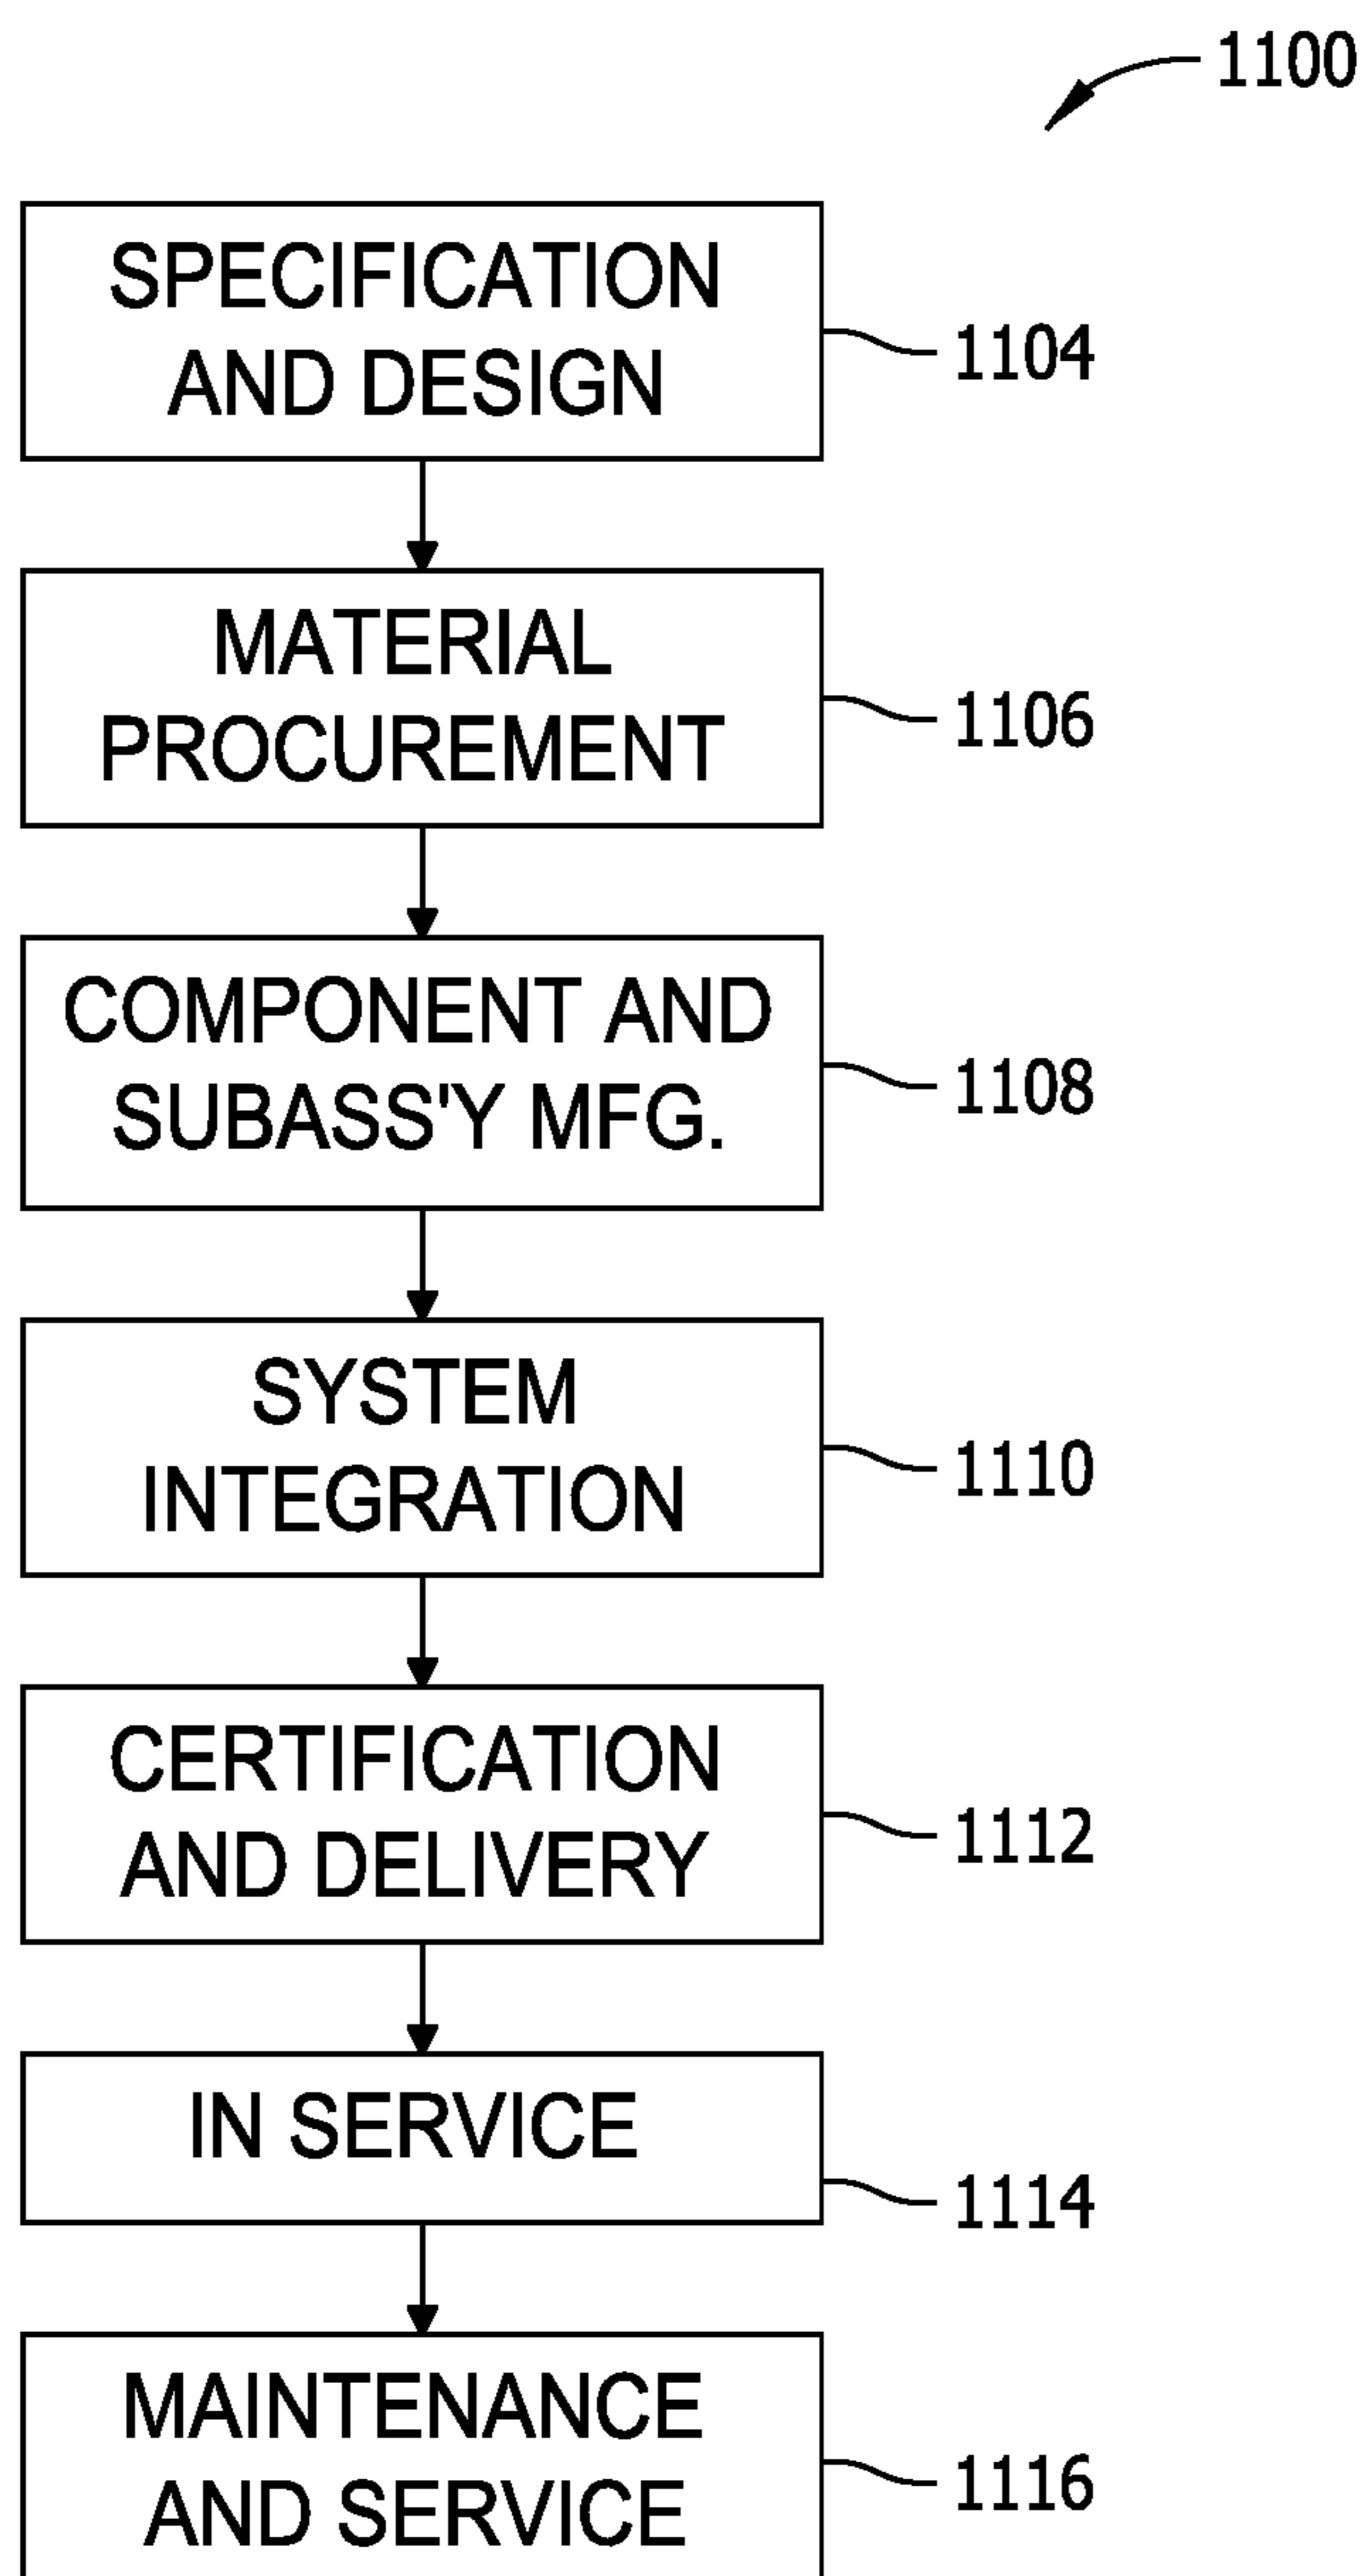 1100
SPECIFICATION
AND DESIGN
1104
MATERIAL
PROCUREMENT
1106
COMPONENT AND
SUBASS'Y MFG.
1108
SYSTEM
INTEGRATION
1110
CERTIFICATION
AND DELIVERY
1112
IN SERVICE
1114
MAINTENANCE
AND SERVICE
1116